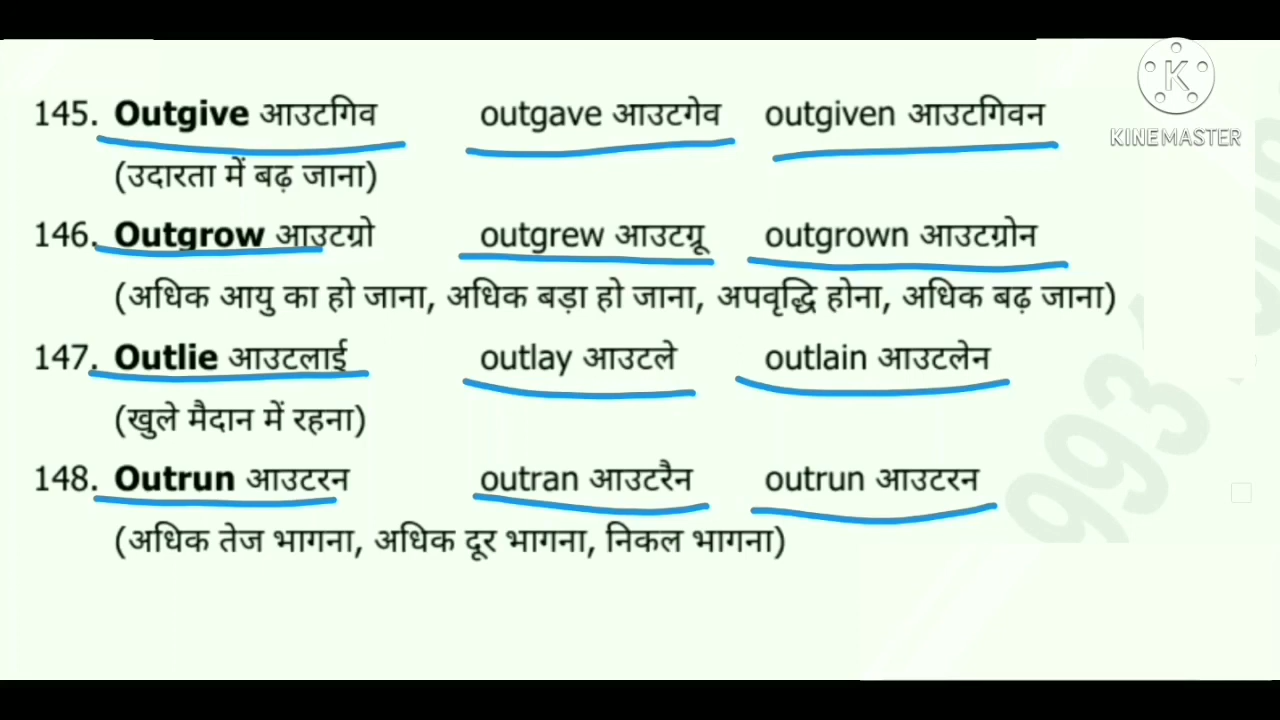 145. Outgive आउटगिव outgave आउटगेव outgiven आउटगिवन
KINEMASTER
(उदारता में बढ़ जाना)
146. Outgrow आउटग्रो outgrew आउटग्रू outgrown आउटग्रोन
(अधिक आयु का हो जाना, अधिक बड़ा हो जाना, अपवृद्धि होना, अधिक बढ़ जाना)
147. Outlie आउटलाई outlay आउटले outlain आउटलेन
(खुले मैदान में रहना)
148. Outrun आउटरन outran आउटरैन outrun आउटरन
(अधिक तेज भागना, अधिक दूर भागना, निकल भागना)